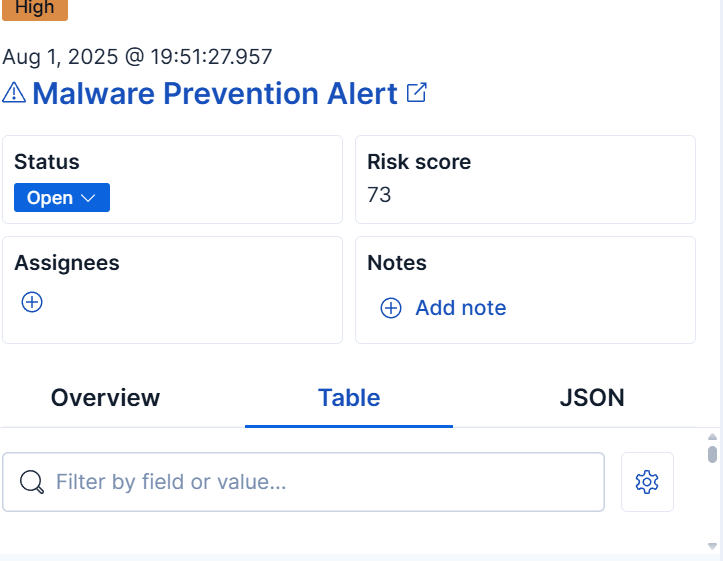 High
Aug 1, 2025 @ 19:51:27.957
Malware Prevention Alert
Status
Open
Risk score
73
Assignees
Notes
Add note
Overview Table JSON
Filter by field or value...